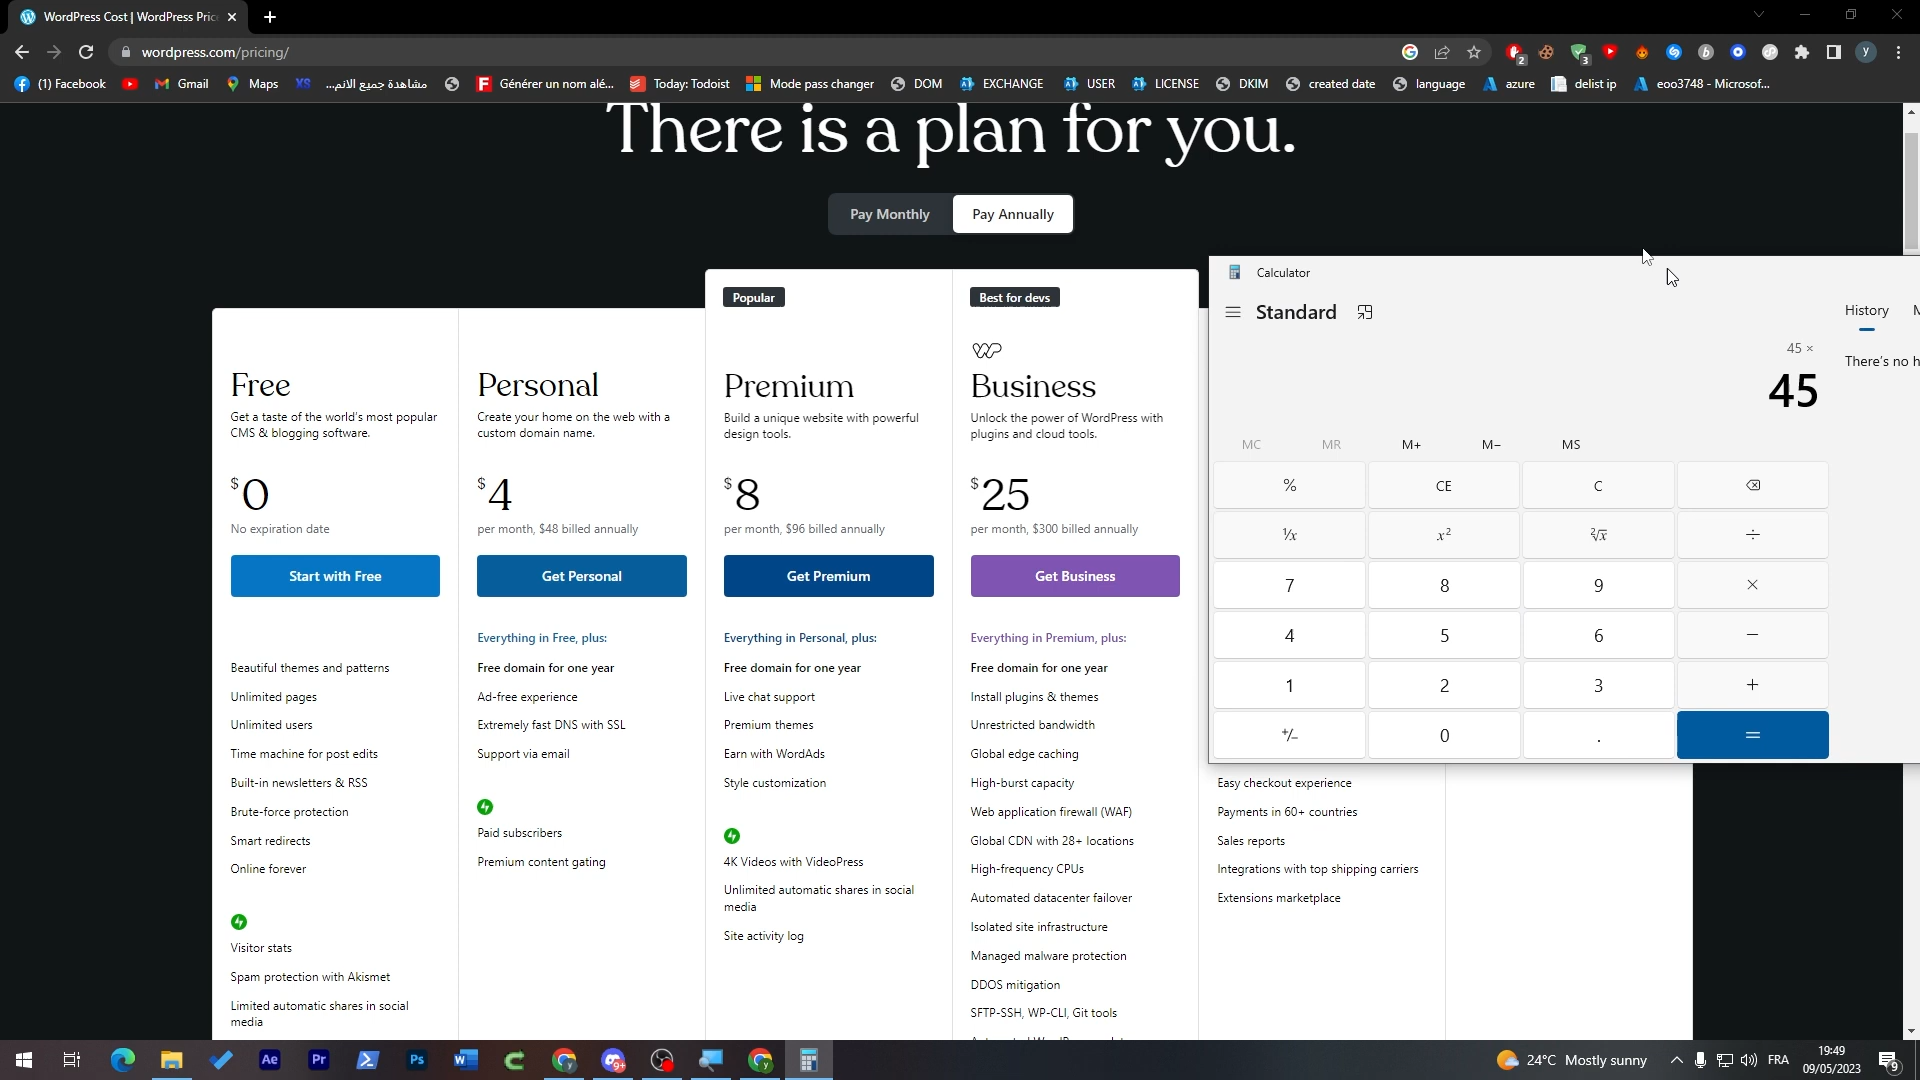 WordPress Cost | WordPress Pric
wordpress.com/pricing/
2
3
y
(1) Facebook
Gmail
Maps
XS
مشاهدة جميع الانم...
Générer un nom alé...
Today: Todoist
Mode pass changer
DOM
EXCHANGE
USER
LICENSE
DKIM
created date
language
azure
delist ip
eoo3748 - Microsof...
There is a plan for you.
Pay Monthly
Pay Annually
Free
Get a taste of the world's most popular
CMS & blogging software.
$0
No expiration date
Start with Free
Beautiful themes and patterns
Unlimited pages
Unlimited users
Time machine for post edits
Built-in newsletters & RSS
Brute-force protection
Smart redirects
Online forever
Visitor stats
Spam protection with Akismet
Limited automatic shares in social
media
Personal
Create your home on the web with a
custom domain name.
$4
per month, $48 billed annually
Get Personal
Everything in Free, plus:
Free domain for one year
Ad-free experience
Extremely fast DNS with SSL
Support via email
Paid subscribers
Premium content gating
Popular
Premium
Build a unique website with powerful
design tools.
$8
per month, $96 billed annually
Get Premium
Everything in Personal, plus:
Free domain for one year
Live chat support
Premium themes
Earn with WordAds
Style customization
4K Videos with VideoPress
Unlimited automatic shares in social
media
Site activity log
Best for devs
Business
Unlock the power of WordPress with
plugins and cloud tools.
$25
per month, $300 billed annually
Get Business
Everything in Premium, plus:
Free domain for one year
Install plugins & themes
Unrestricted bandwidth
Global edge caching
High-burst capacity
Web application firewall (WAF)
Global CDN with 28+ locations
High-frequency CPUs
Automated datacenter failover
Isolated site infrastructure
Managed malware protection
DDOS mitigation
SFTP-SSH, WP-CLI, Git tools
Easy checkout experience
Payments in 60+ countries
Sales reports
Integrations with top shipping carriers
Extensions marketplace
Calculator
Standard
History
45 ×
There's no h
45
MC MR M+ M− MS
% CE C
¹/x x² ²√x ÷
7 8 9 ×
4 5 6 −
1 2 3 +
+/− 0 . =
Ae
Pr
Ps
W
9+
24°C Mostly sunny
FRA
19:49
09/05/2023
9